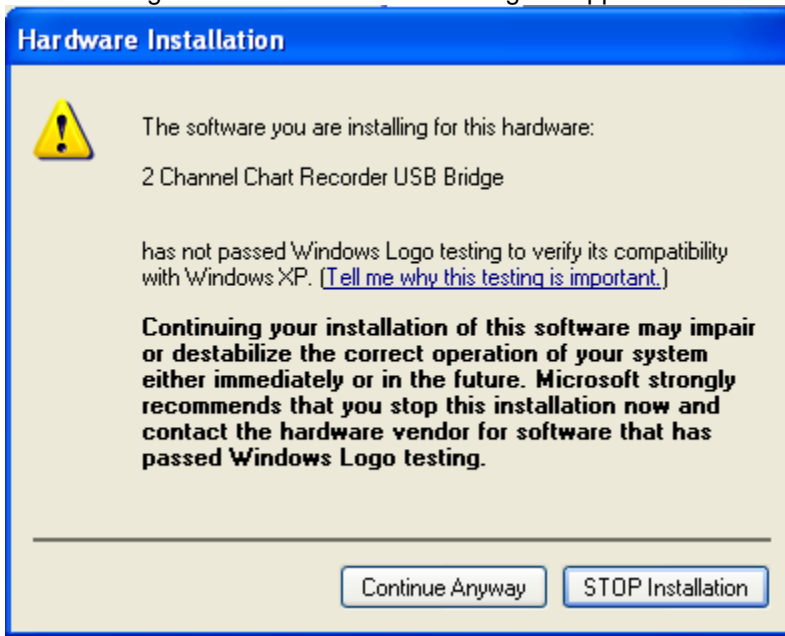 Hardware Installation
The software you are installing for this hardware:
2 Channel Chart Recorder USB Bridge
has not passed Windows Logo testing to verify its compatibility
with Windows XP. (Tell me why this testing is important.)
Continuing your installation of this software may impair
or destabilize the correct operation of your system
either immediately or in the future. Microsoft strongly
recommends that you stop this installation now and
contact the hardware vendor for software that has
passed Windows Logo testing.
Continue Anyway STOP Installation